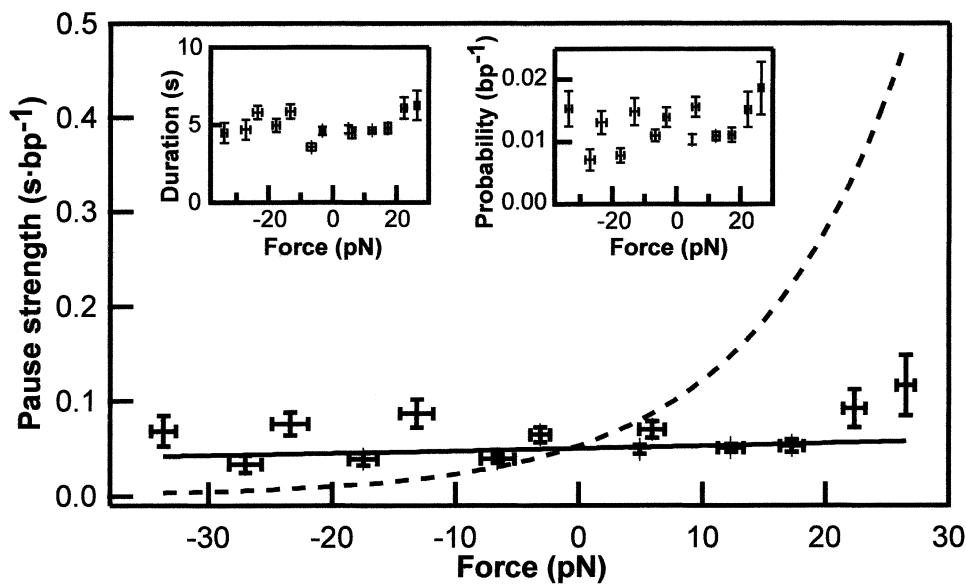 0.5
0.4
0.3
0.2
0.1
0.0
Pause strength (s·bp⁻¹)
-30 -20 -10 0 10 20 30
Force (pN)
10
5
0
Duration (s)
-20 0 20
Force (pN)
0.02
0.01
0.00
Probability (bp⁻¹)
-20 0 20
Force (pN)